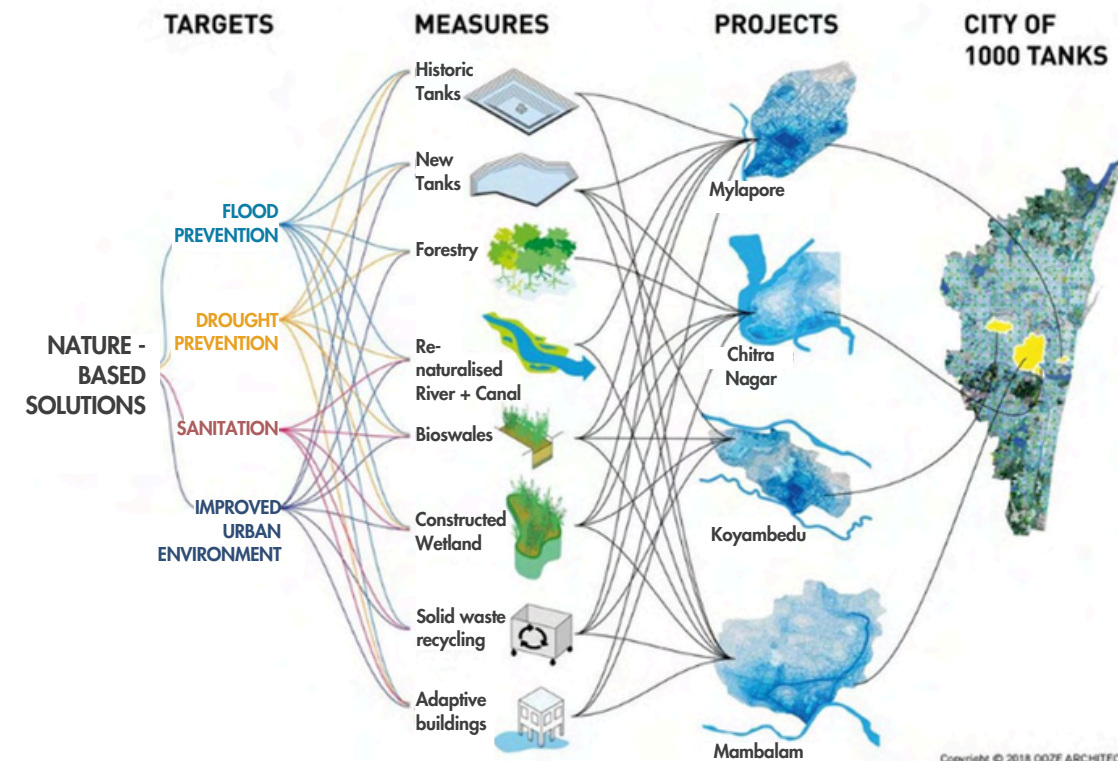 TARGETS
MEASURES
PROJECTS
CITY OF
1000 TANKS
NATURE -
BASED
SOLUTIONS
FLOOD
PREVENTION
DROUGHT
PREVENTION
SANITATION
IMPROVED
URBAN
ENVIRONMENT
Historic
Tanks
New
Tanks
Forestry
Re-
naturalised
River + Canal
Bioswales
Constructed
Wetland
Solid waste
recycling
Adaptive
buildings
Mylapore
Chitra
Nagar
Koyambedu
Mambalam
Copyright © 2018 OOZE ARCHITEC